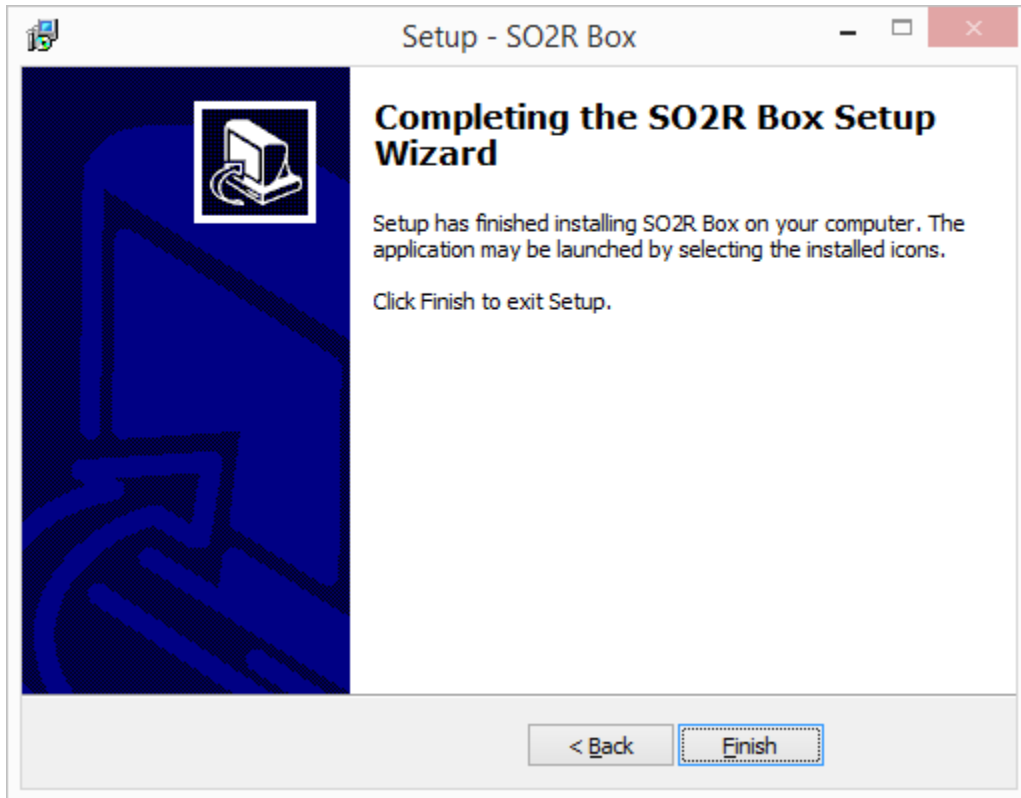 Setup - SO2R Box
Completing the SO2R Box Setup
Wizard
Setup has finished installing SO2R Box on your computer. The
application may be launched by selecting the installed icons.
Click Finish to exit Setup.
< Back
Finish